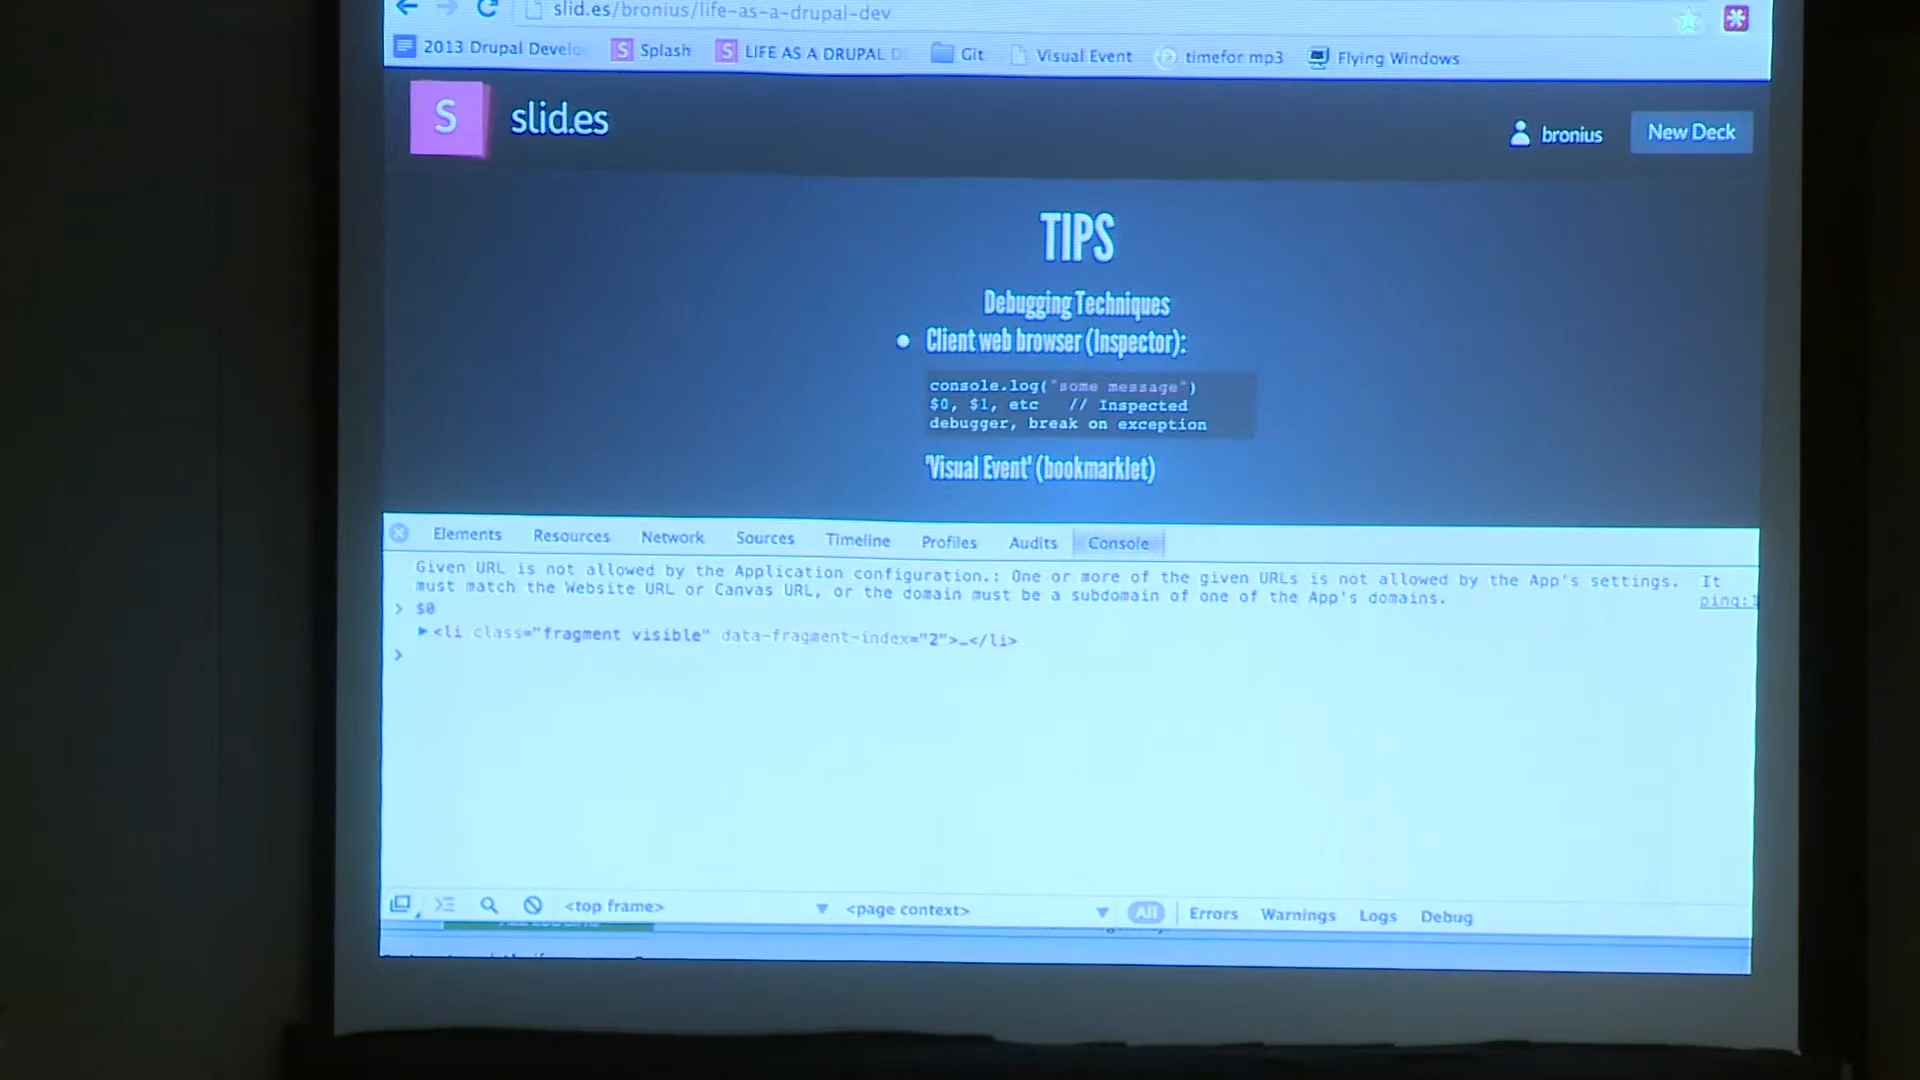 slid.es/bronius/life-as-a-drupal-dev
2013 Drupal Develo Splash LIFE AS A DRUPAL D Git Visual Event timefor mp3 Flying Windows
S slid.es bronius New Deck
TIPS
Debugging Techniques
Client web browser (Inspector):
console.log("some message")
$0, $1, etc // Inspected
debugger, break on exception
'Visual Event' (bookmarklet)
Elements Resources Network Sources Timeline Profiles Audits Console
Given URL is not allowed by the Application configuration.: One or more of the given URLs is not allowed by the App's settings. It
must match the Website URL or Canvas URL, or the domain must be a subdomain of one of the App's domains. ping:1
> $0
<li class="fragment visible" data-fragment-index="2">…</li>
>
<top frame> <page context> All Errors Warnings Logs Debug